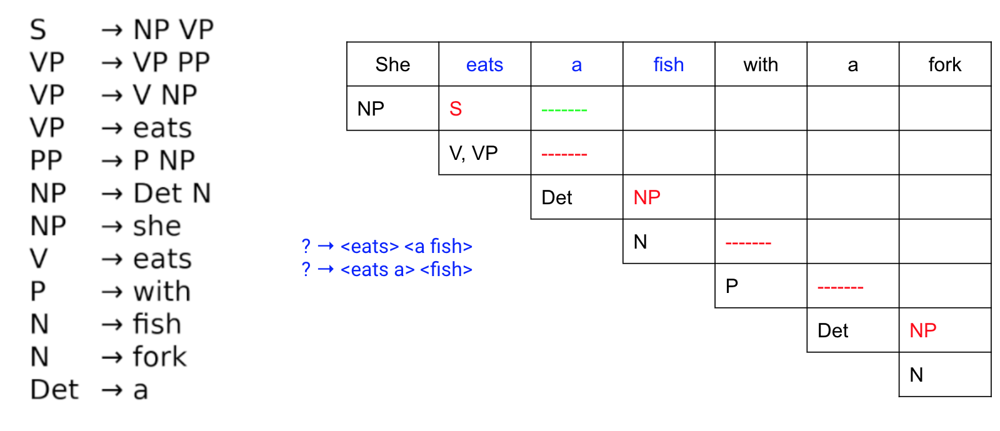 S → NP VP
VP → VP PP
VP → V NP
VP → eats
PP → P NP
NP → Det N
NP → she
V → eats
P → with
N → fish
N → fork
Det → a
She eats a fish with a fork
NP S -------
V, VP -------
Det NP
N -------
P -------
Det NP
N
? → <eats> <a fish>
? → <eats a> <fish>